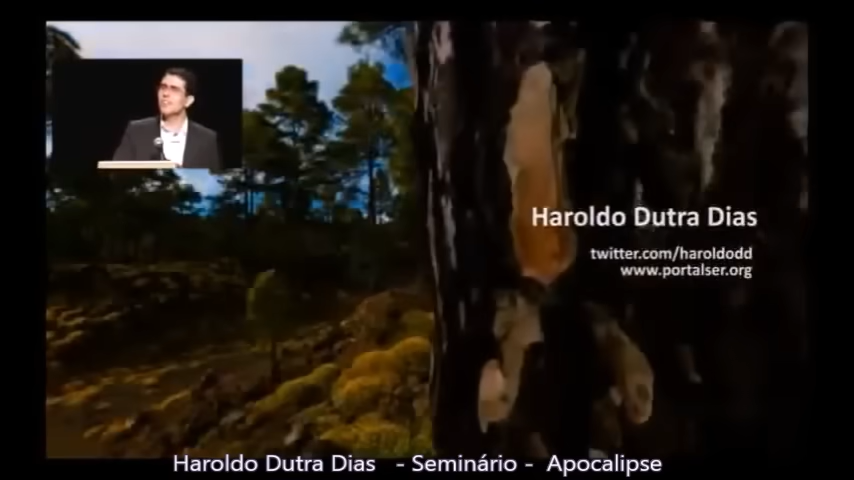 Haroldo Dutra Dias
twitter.com/haroldodd
www.portalser.org
Haroldo Dutra Dias - Seminário - Apocalipse